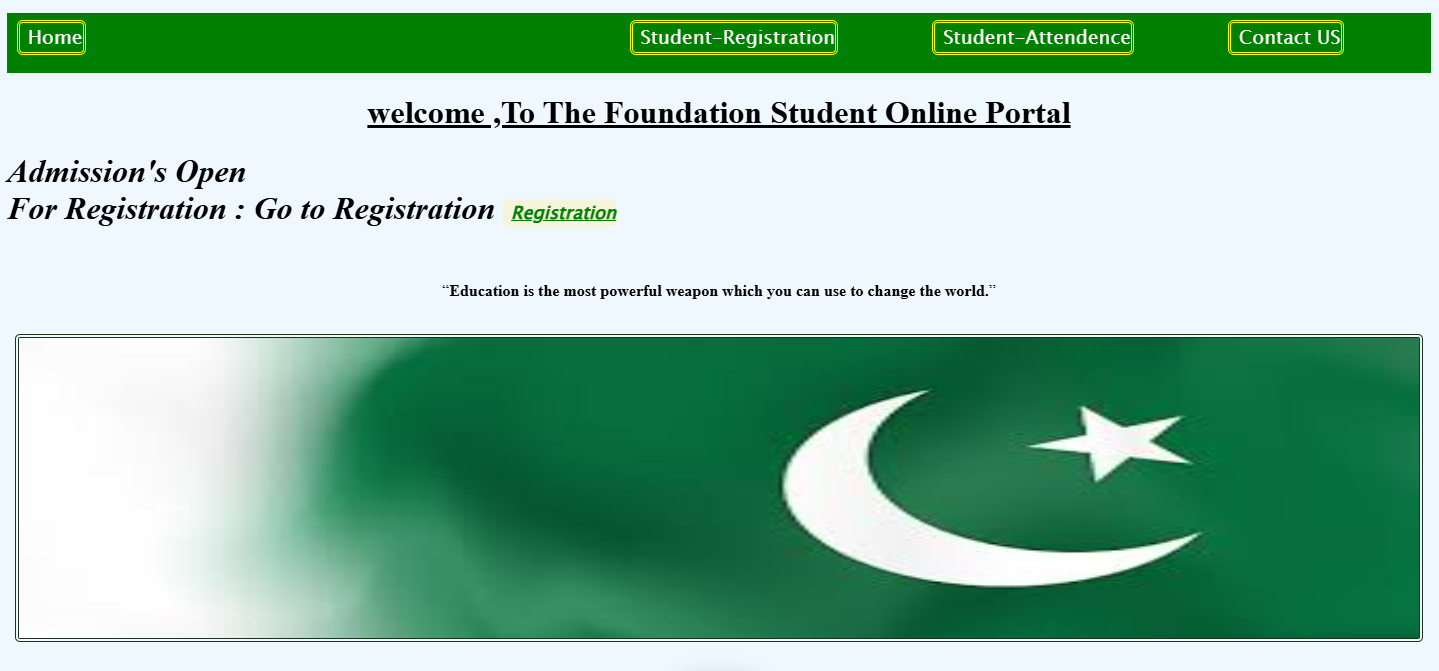 Home Student-Registration Student-Attendence Contact US
welcome ,To The Foundation Student Online Portal
Admission's Open
For Registration : Go to Registration Registration
“Education is the most powerful weapon which you can use to change the world.”